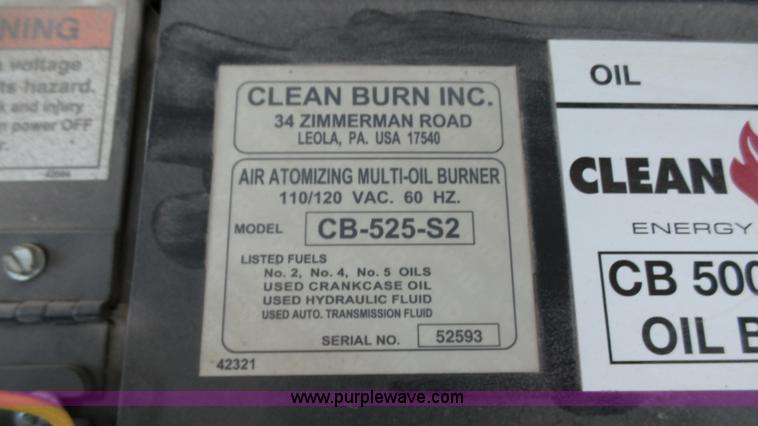 NING
voltage
ts hazard.
k and injury
power OFF
r.
CLEAN BURN INC.
34 ZIMMERMAN ROAD
LEOLA, PA. USA 17540
AIR ATOMIZING MULTI-OIL BURNER
110/120 VAC. 60 HZ.
MODEL CB-525-S2
LISTED FUELS
No. 2, No. 4, No. 5 OILS
USED CRANKCASE OIL
USED HYDRAULIC FLUID
USED AUTO. TRANSMISSION FLUID
SERIAL NO. 52593
42321
OIL
CLEAN
ENERGY
CB 500
OIL B
www.purplewave.com